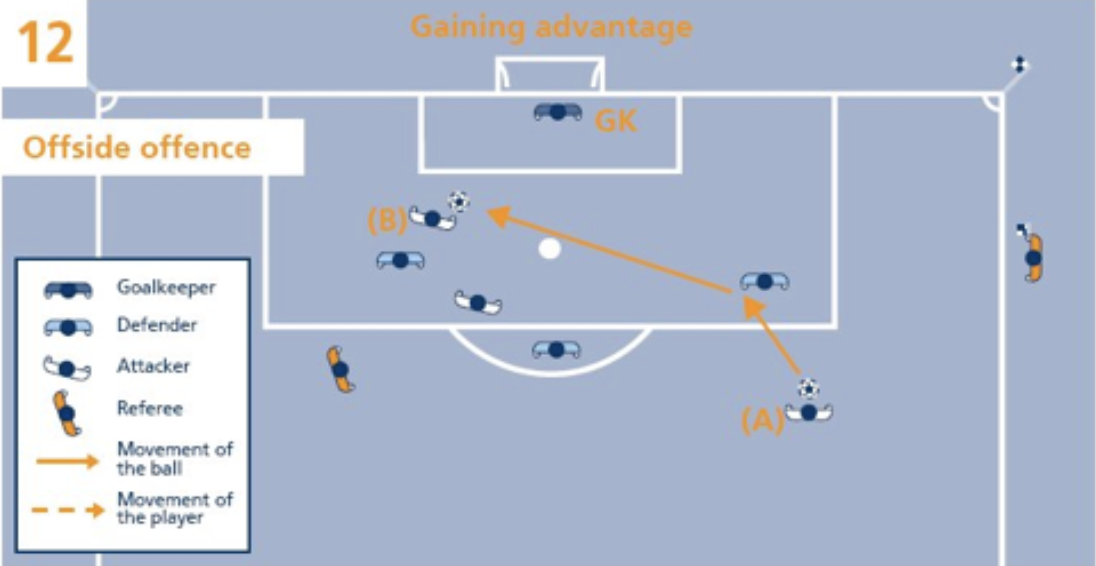 12
Gaining advantage
GK
Offside offence
(B)
Goalkeeper
Defender
Attacker
Referee
Movement of
the ball
Movement of
the player
(A)